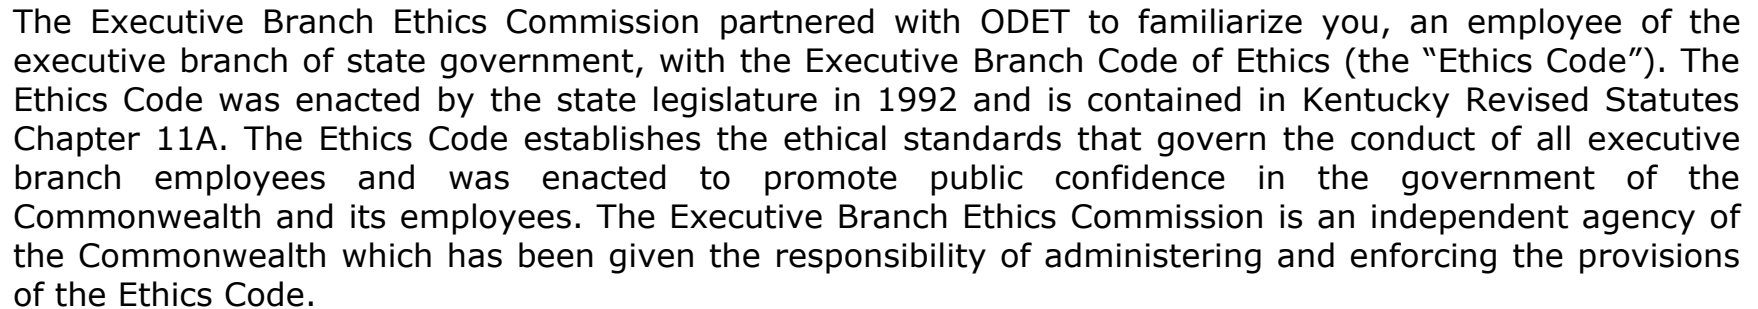 The Executive Branch Ethics Commission partnered with ODET to familiarize you, an employee of the
executive branch of state government, with the Executive Branch Code of Ethics (the “Ethics Code”). The
Ethics Code was enacted by the state legislature in 1992 and is contained in Kentucky Revised Statutes
Chapter 11A. The Ethics Code establishes the ethical standards that govern the conduct of all executive
branch employees and was enacted to promote public confidence in the government of the
Commonwealth and its employees. The Executive Branch Ethics Commission is an independent agency of
the Commonwealth which has been given the responsibility of administering and enforcing the provisions
of the Ethics Code.